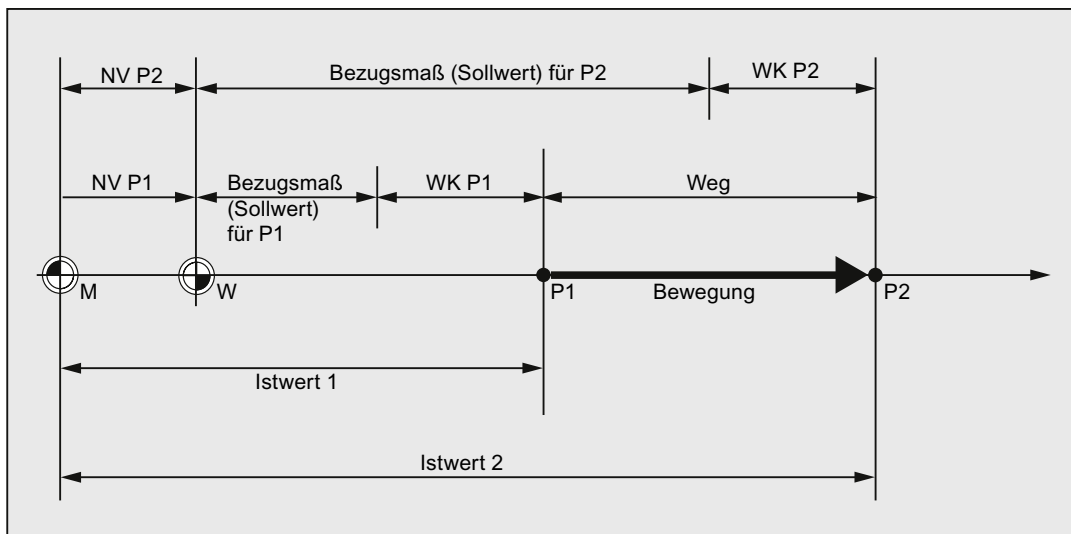 NV P2
Bezugsmaß (Sollwert) für P2
WK P2
NV P1
Bezugsmaß
(Sollwert)
für P1
WK P1
Weg
M
W
P1
Bewegung
P2
Istwert 1
Istwert 2